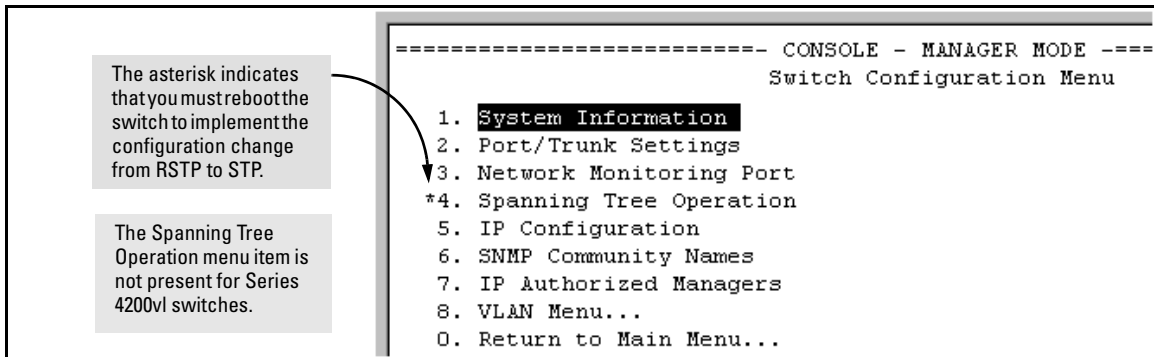 The asterisk indicates
that you must reboot the
switch to implement the
configuration change
from RSTP to STP.
The Spanning Tree
Operation menu item is
not present for Series
4200vl switches.
==========================- CONSOLE - MANAGER MODE -===
Switch Configuration Menu
1. System Information
2. Port/Trunk Settings
3. Network Monitoring Port
*4. Spanning Tree Operation
5. IP Configuration
6. SNMP Community Names
7. IP Authorized Managers
8. VLAN Menu...
0. Return to Main Menu...